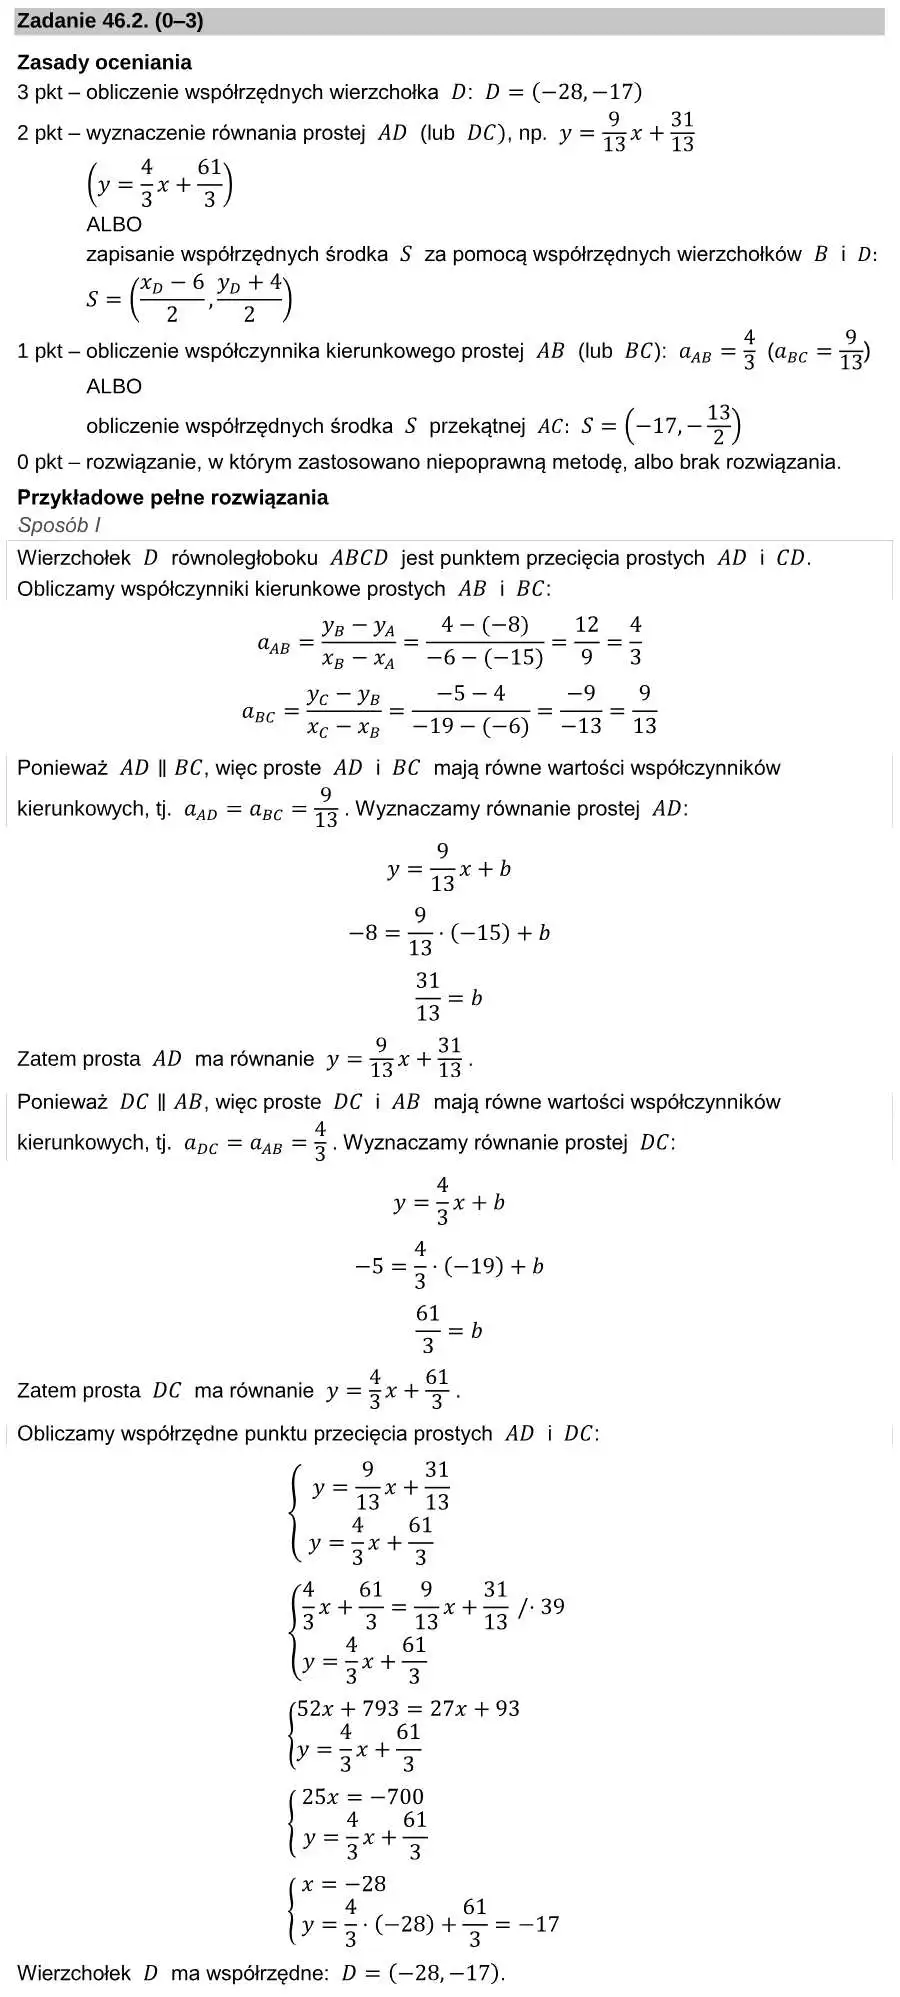 Zadanie 46.2. (0–3)
Zasady oceniania
3 pkt – obliczenie współrzędnych wierzchołka D: D = (−28, −17)
2 pkt – wyznaczenie równania prostej AD (lub DC), np. y = 9/13 x + 31/13
(y = 4/3 x + 61/3)
ALBO
zapisanie współrzędnych środka S za pomocą współrzędnych wierzchołków B i D:
S = ((x_D − 6)/2, (y_D + 4)/2)
1 pkt – obliczenie współczynnika kierunkowego prostej AB (lub BC): a_AB = 4/3 (a_BC = 9/13)
ALBO
obliczenie współrzędnych środka S przekątnej AC: S = (−17, −13/2)
0 pkt – rozwiązanie, w którym zastosowano niepoprawną metodę, albo brak rozwiązania.
Przykładowe pełne rozwiązania
Sposób I
Wierzchołek D równoległoboku ABCD jest punktem przecięcia prostych AD i CD.
Obliczamy współczynniki kierunkowe prostych AB i BC:
a_AB = (y_B − y_A)/(x_B − x_A) = (4 − (−8))/(−6 − (−15)) = 12/9 = 4/3
a_BC = (y_C − y_B)/(x_C − x_B) = (−5 − 4)/(−19 − (−6)) = −9/−13 = 9/13
Ponieważ AD ∥ BC, więc proste AD i BC mają równe wartości współczynników
kierunkowych, tj. a_AD = a_BC = 9/13 . Wyznaczamy równanie prostej AD:
y = 9/13 x + b
−8 = 9/13 · (−15) + b
31/13 = b
Zatem prosta AD ma równanie y = 9/13 x + 31/13 .
Ponieważ DC ∥ AB, więc proste DC i AB mają równe wartości współczynników
kierunkowych, tj. a_DC = a_AB = 4/3 . Wyznaczamy równanie prostej DC:
y = 4/3 x + b
−5 = 4/3 · (−19) + b
61/3 = b
Zatem prosta DC ma równanie y = 4/3 x + 61/3 .
Obliczamy współrzędne punktu przecięcia prostych AD i DC:
{ y = 9/13 x + 31/13
y = 4/3 x + 61/3
{ 4/3 x + 61/3 = 9/13 x + 31/13 /· 39
y = 4/3 x + 61/3
{ 52x + 793 = 27x + 93
y = 4/3 x + 61/3
{ 25x = −700
y = 4/3 x + 61/3
{ x = −28
y = 4/3 · (−28) + 61/3 = −17
Wierzchołek D ma współrzędne: D = (−28, −17).